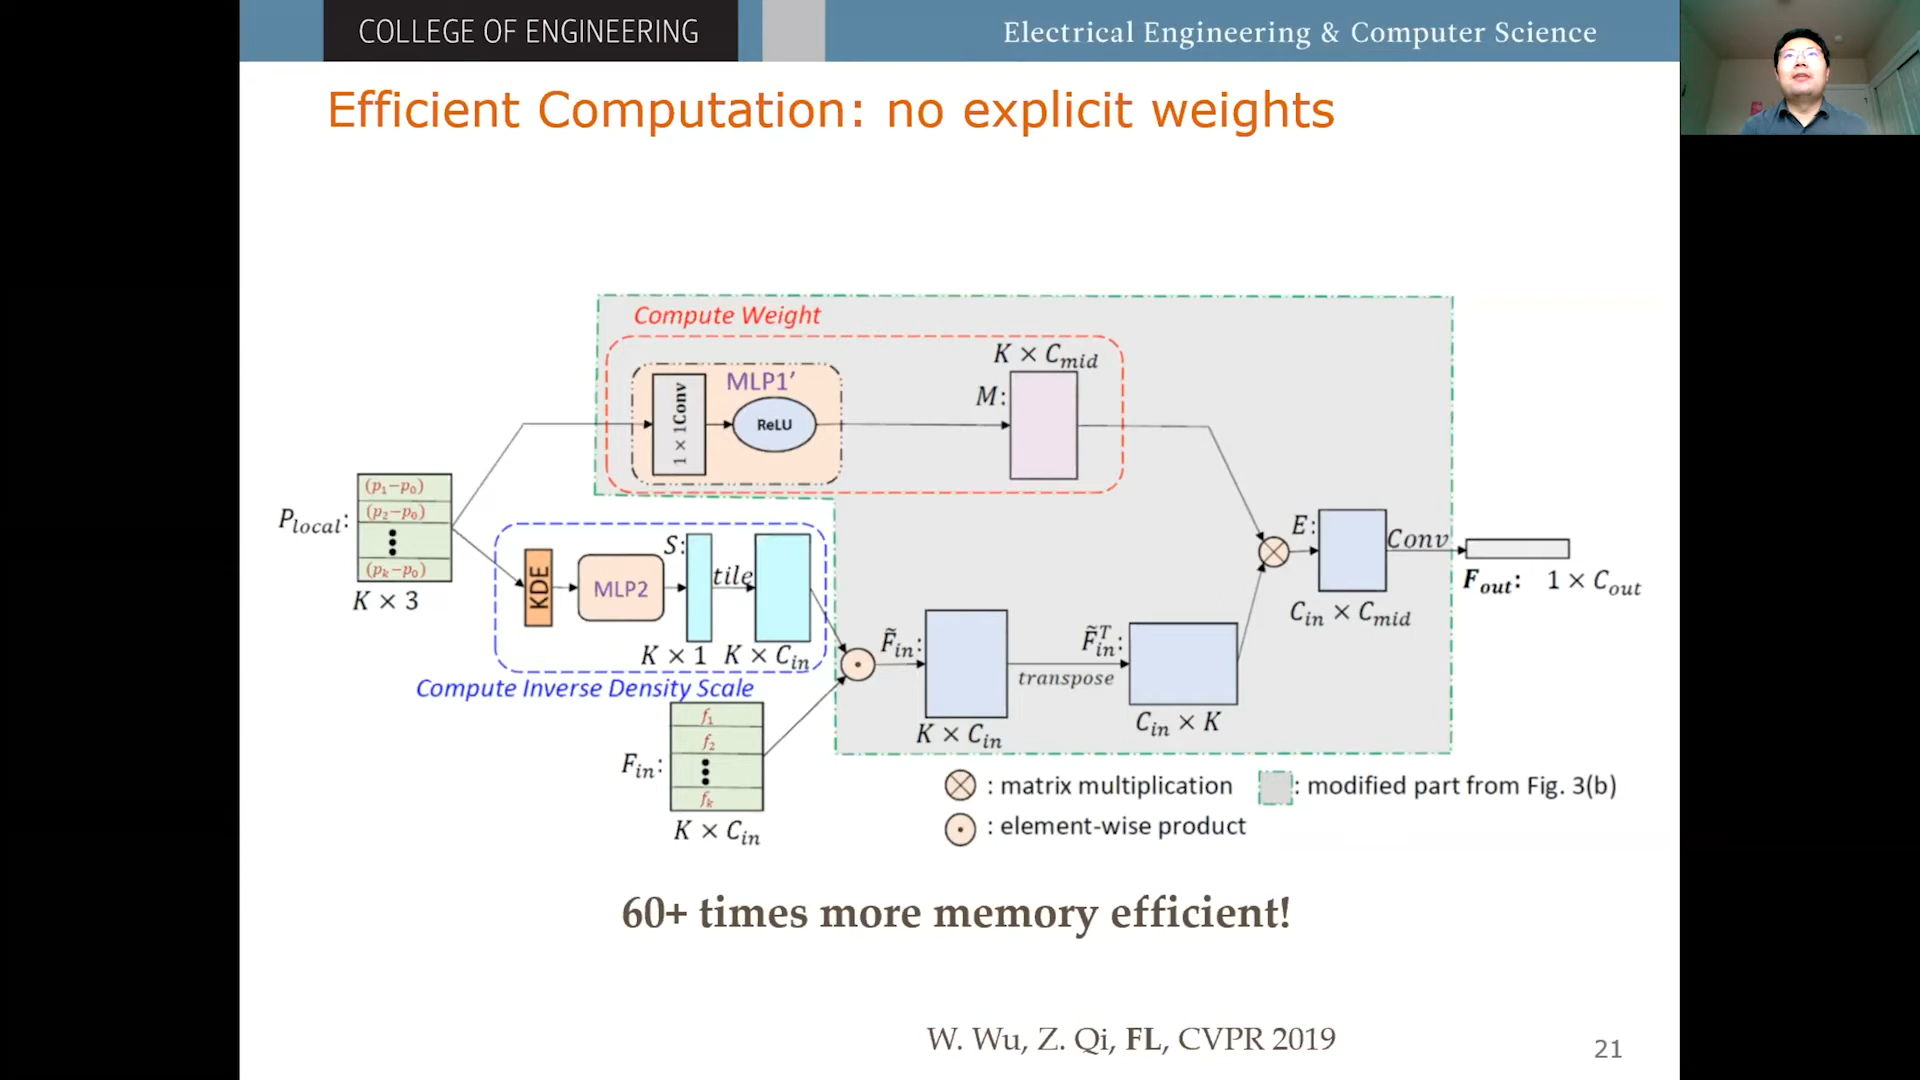 COLLEGE OF ENGINEERING
Electrical Engineering & Computer Science
Efficient Computation: no explicit weights
Compute Weight
K × C_mid
MLP1′
M:
1 × 1Conv
ReLU
P_local:
(p₁−p₀)
(p₂−p₀)
(p_k−p₀)
K × 3
KDE
MLP2
S:
tile
K × 1
K × C_in
Compute Inverse Density Scale
F_in:
f₁
f₂
f_k
K × C_in
F̃_in:
K × C_in
transpose
F̃ᵀ_in:
C_in × K
E:
C_in × C_mid
Conv
F_out: 1 × C_out
: matrix multiplication
: modified part from Fig. 3(b)
: element-wise product
60+ times more memory efficient!
W. Wu, Z. Qi, FL, CVPR 2019
21